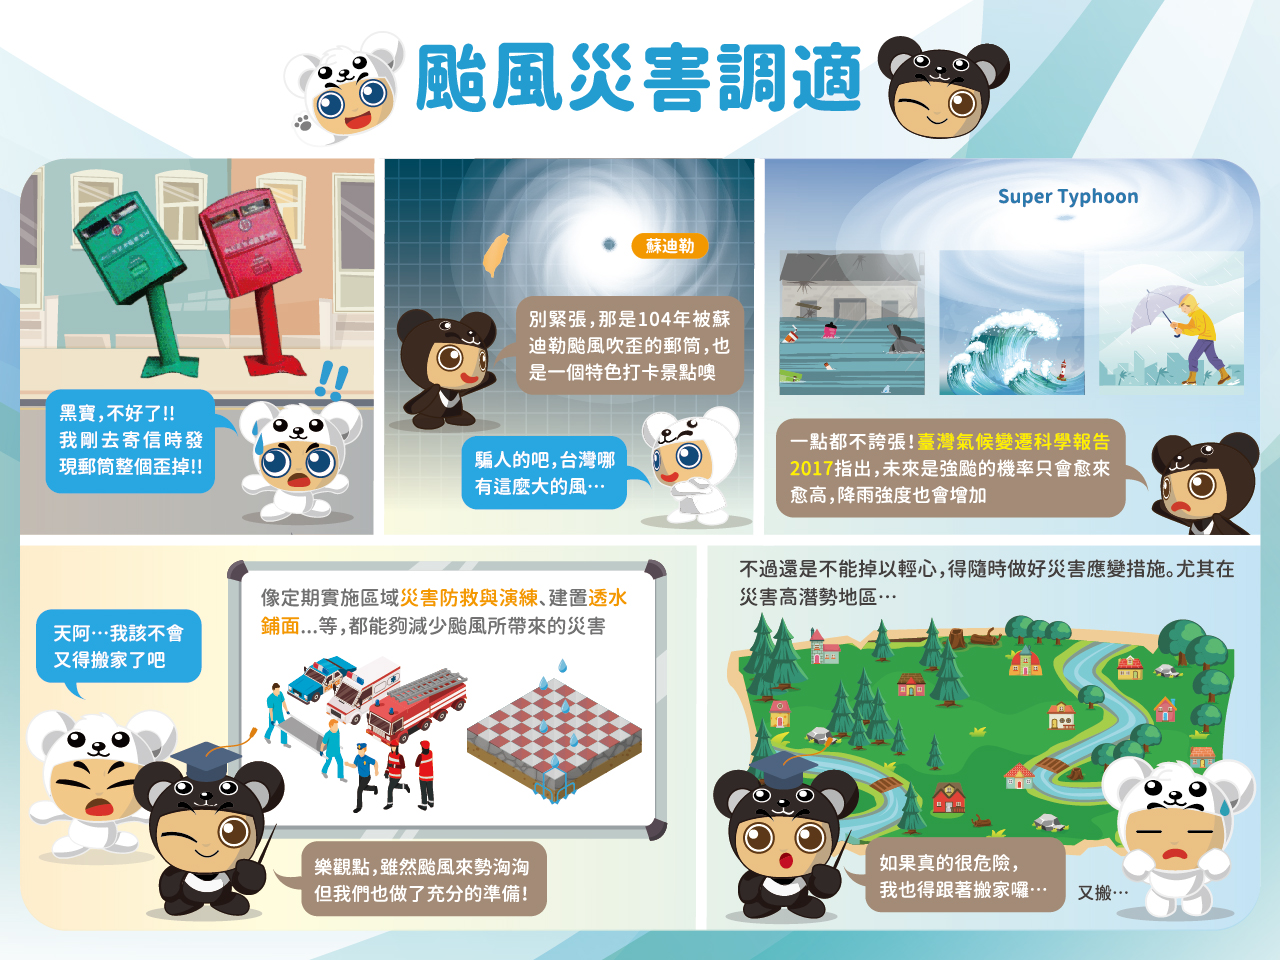 颱風災害調適
黑寶,不好了!!
我剛去寄信時發
現郵筒整個歪掉!!
蘇迪勒
別緊張,那是104年被蘇
迪勒颱風吹歪的郵筒,也
是一個特色打卡景點噢
騙人的吧,台灣哪
有這麼大的風…
Super Typhoon
一點都不誇張!臺灣氣候變遷科學報告
2017指出,未來是強颱的機率只會愈來
愈高,降雨強度也會增加
天阿…我該不會
又得搬家了吧
像定期實施區域災害防救與演練、建置透水
鋪面...等,都能夠減少颱風所帶來的災害
樂觀點,雖然颱風來勢洶洶
但我們也做了充分的準備!
不過還是不能掉以輕心,得隨時做好災害應變措施。尤其在
災害高潛勢地區…
如果真的很危險,
我也得跟著搬家囉…
又搬…